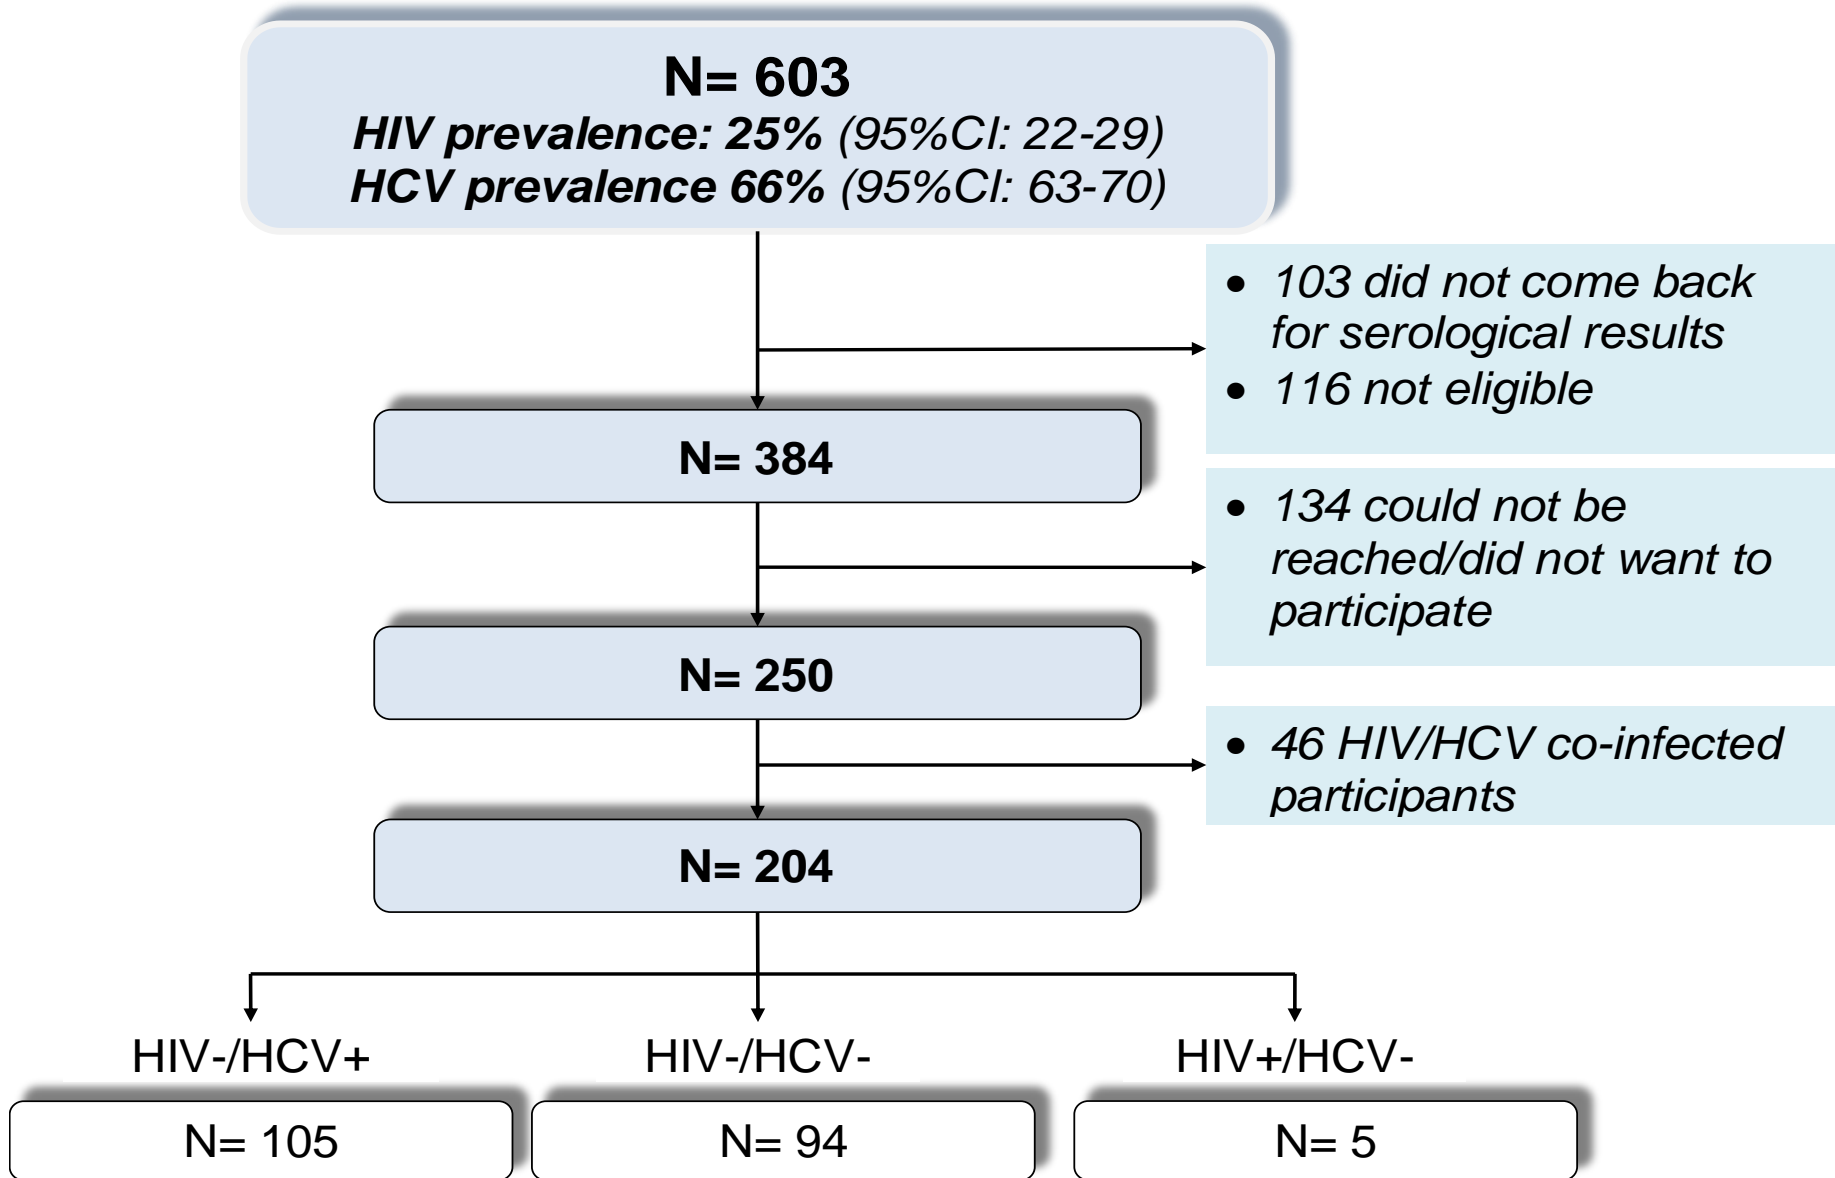 N= 603
HIV prevalence: 25% (95%CI: 22-29)
HCV prevalence 66% (95%CI: 63-70)
• 103 did not come back
for serological results
• 116 not eligible
N= 384
• 134 could not be
reached/did not want to
participate
N= 250
• 46 HIV/HCV co-infected
participants
N= 204
HIV-/HCV+
HIV-/HCV-
HIV+/HCV-
N= 105
N= 94
N= 5